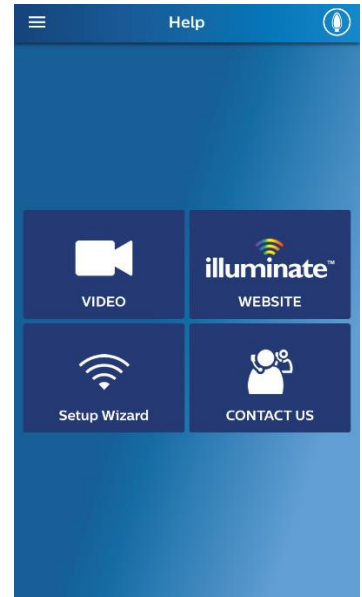 Help
VIDEO
illuminate™
WEBSITE
Setup Wizard
CONTACT US